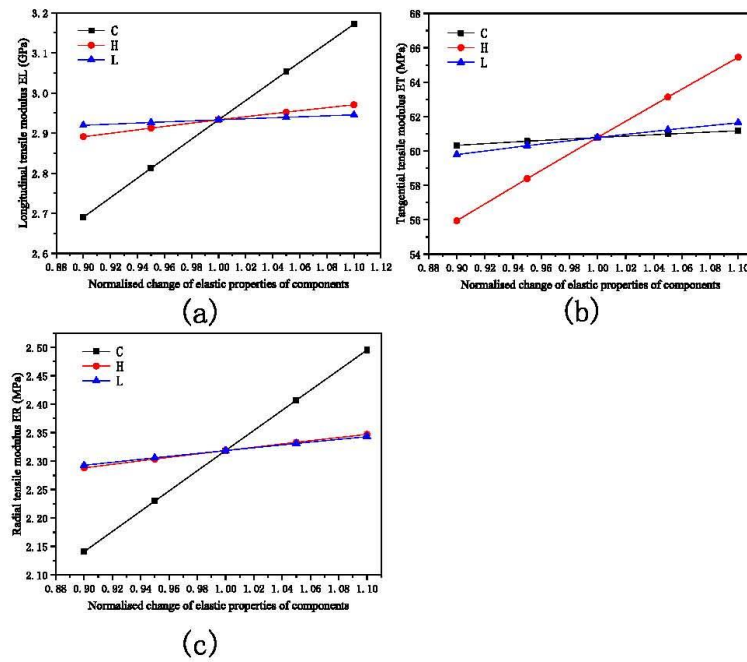 3.2
3.1
3.0
2.9
2.8
2.7
2.6
Longitudinal tensile modulus EL (GPa)
C
H
L
0.88 0.90 0.92 0.94 0.96 0.98 1.00 1.02 1.04 1.06 1.08 1.10 1.12
Normalised change of elastic properties of components
(a)
68
66
64
62
60
58
56
54
Tangential tensile modulus ET (MPa)
C
H
L
0.88 0.90 0.92 0.94 0.96 0.98 1.00 1.02 1.04 1.06 1.08 1.10
Normalised change of elastic properties of components
(b)
2.50
2.45
2.40
2.35
2.30
2.25
2.20
2.15
2.10
Radial tensile modulus ER (MPa)
C
H
L
0.88 0.90 0.92 0.94 0.96 0.98 1.00 1.02 1.04 1.06 1.08 1.10
Normalised change of elastic properties of components
(c)